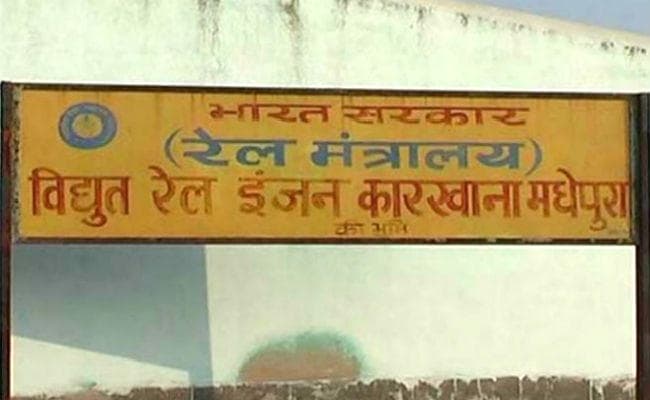 भारत सरकार
(रेल मंत्रालय)
विद्युत रेल इंजन कारखाना मधेपुरा
की भूमि